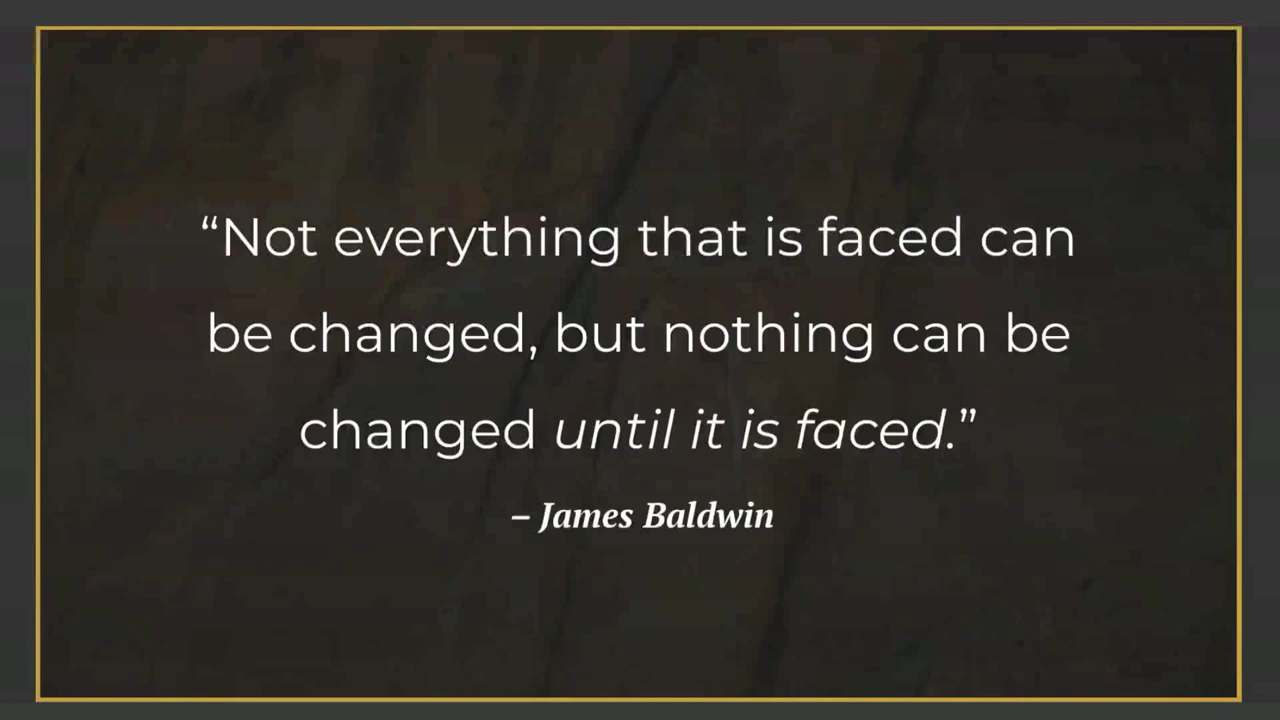 “Not everything that is faced can
be changed, but nothing can be
changed until it is faced.”
– James Baldwin